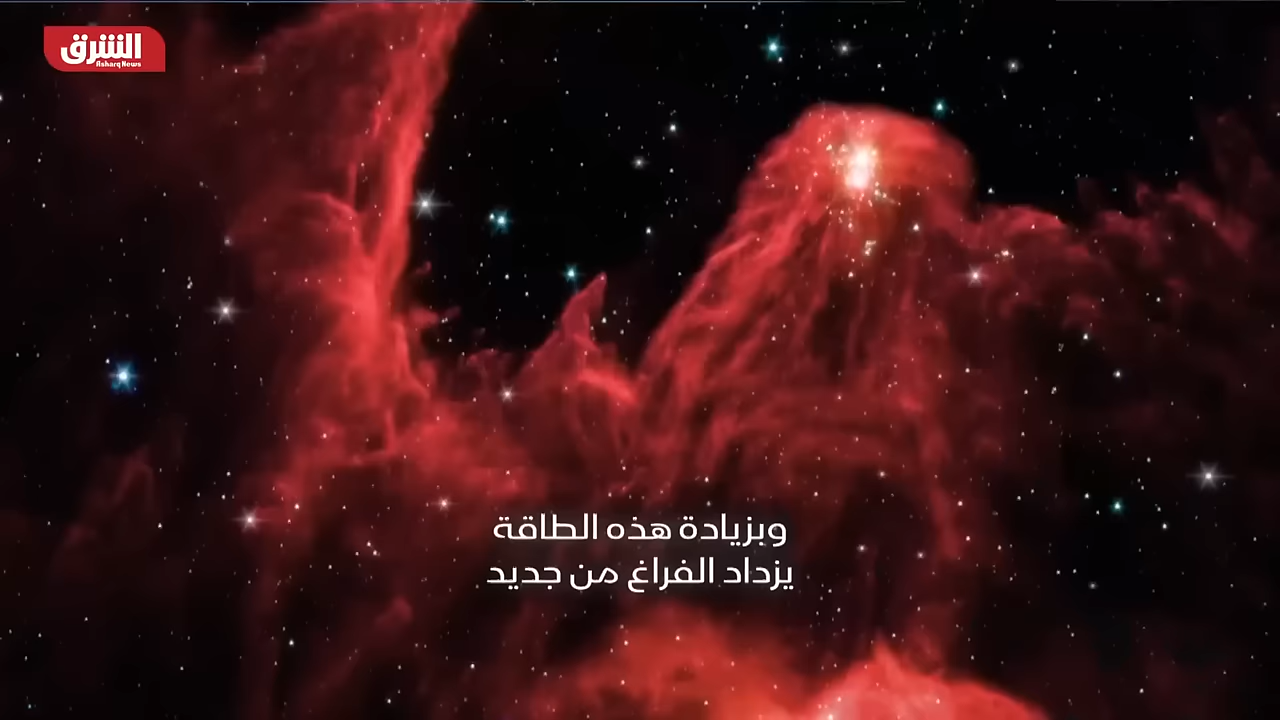 الشرق
Asharq News
وبزيادة هذه الطاقة
يزداد الفراغ من جديد